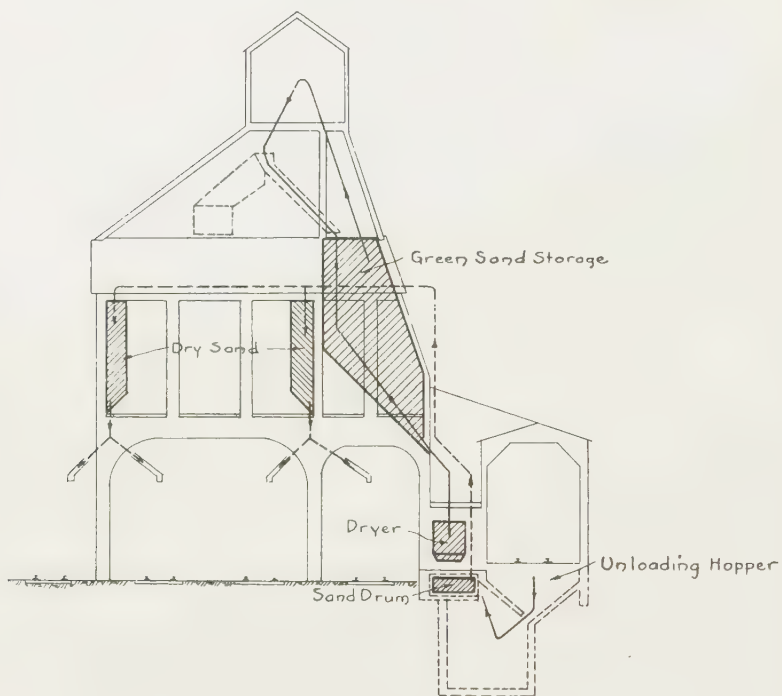 Green Sand Storage
Dry Sand
Dryer
Unloading Hopper
Sand Drum